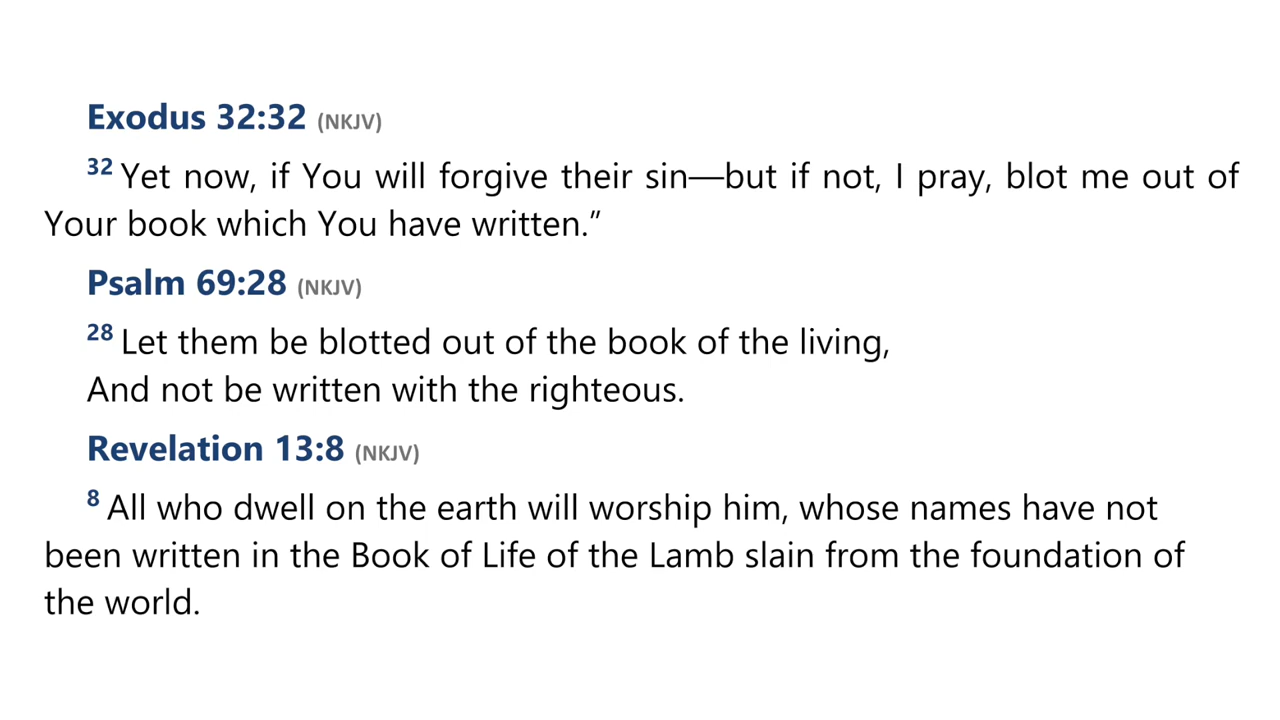 Exodus 32:32 (NKJV)
32 Yet now, if You will forgive their sin—but if not, I pray, blot me out of
Your book which You have written.”
Psalm 69:28 (NKJV)
28 Let them be blotted out of the book of the living,
And not be written with the righteous.
Revelation 13:8 (NKJV)
8 All who dwell on the earth will worship him, whose names have not
been written in the Book of Life of the Lamb slain from the foundation of
the world.